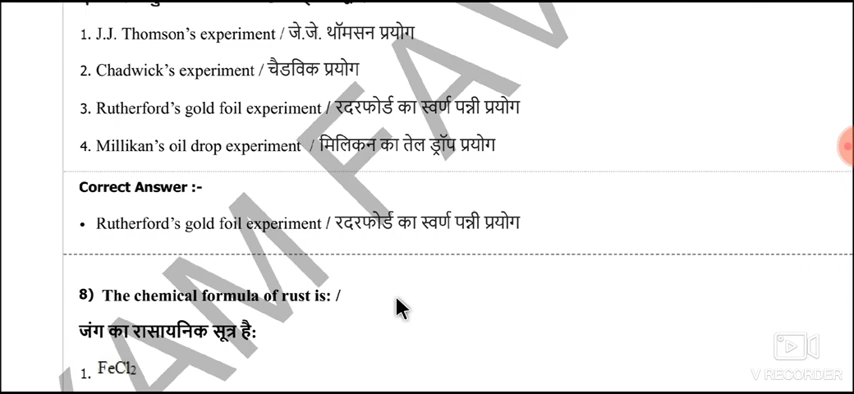 1. J.J. Thomson's experiment / जे.जे. थॉमसन प्रयोग
2. Chadwick's experiment / चैडविक प्रयोग
3. Rutherford's gold foil experiment / रदरफोर्ड का स्वर्ण पन्नी प्रयोग
4. Millikan's oil drop experiment / मिलिकन का तेल ड्रॉप प्रयोग
Correct Answer :-
• Rutherford's gold foil experiment / रदरफोर्ड का स्वर्ण पन्नी प्रयोग
8) The chemical formula of rust is: /
जंग का रासायनिक सूत्र है:
1. FeCl2
V RECORDER